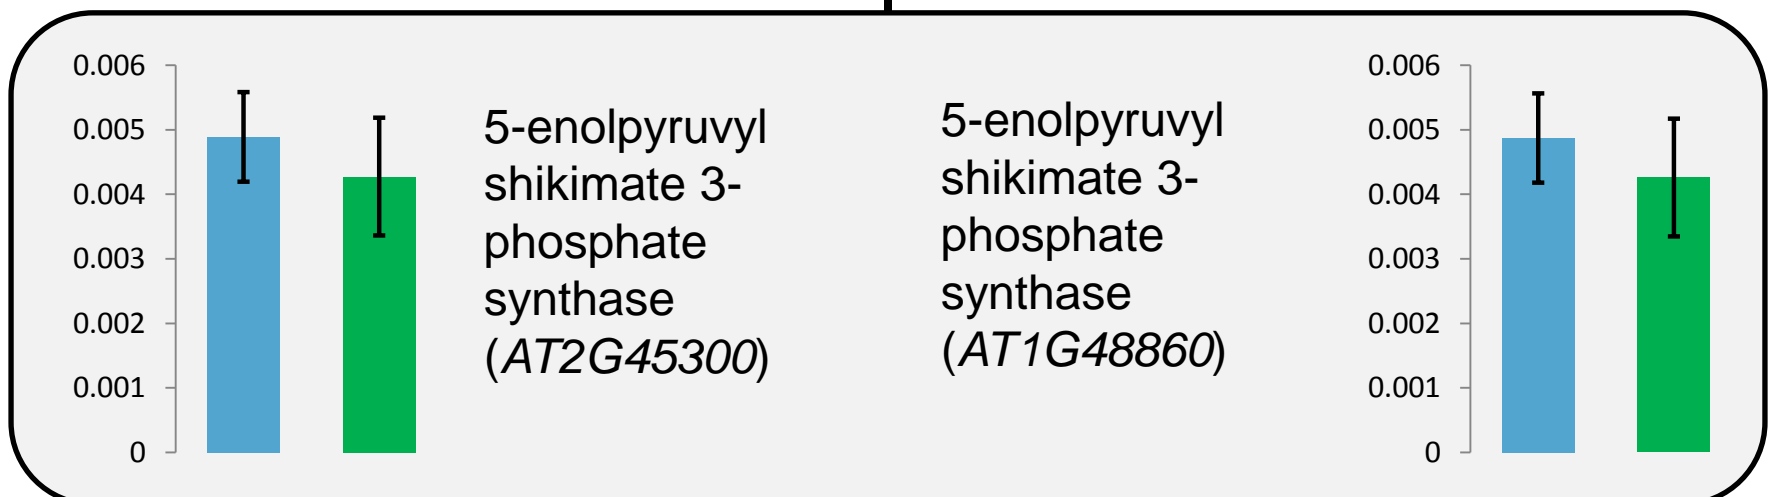 0.006
0.005
0.004
0.003
0.002
0.001
0
5-enolpyruvyl
shikimate 3-
phosphate
synthase
(AT2G45300)
5-enolpyruvyl
shikimate 3-
phosphate
synthase
(AT1G48860)
0.006
0.005
0.004
0.003
0.002
0.001
0